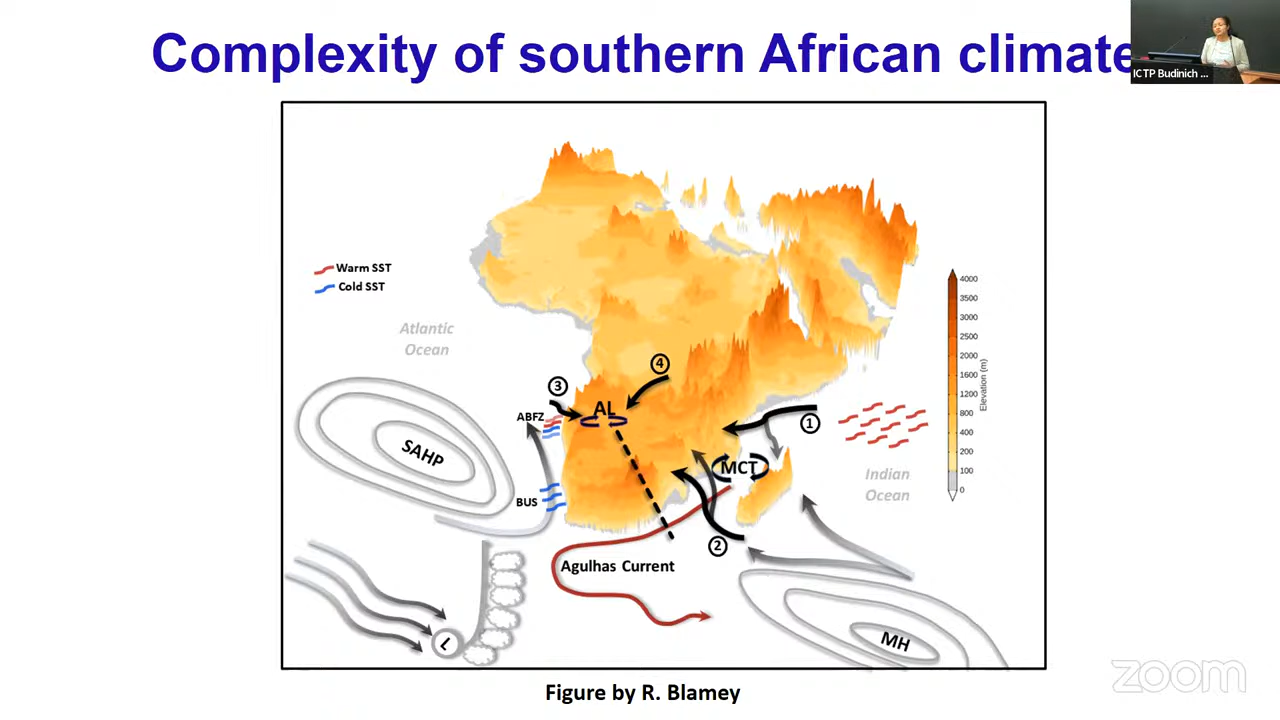 Complexity of southern African climate
ICTP Budinich ...
Warm SST
Cold SST
Atlantic
Ocean
4000
3500
3000
2500
2000
1600
1200
800
400
200
100
0
Elevation (m)
④
③
AL
ABFZ
①
SAHP
MCT
Indian
Ocean
BUS
②
Agulhas Current
L
MH
Figure by R. Blamey
zoom